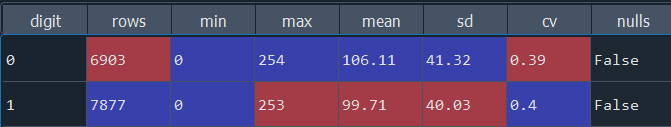 digit rows min max mean sd cv nulls
0 6903 0 254 106.11 41.32 0.39 False
1 7877 0 253 99.71 40.03 0.4 False